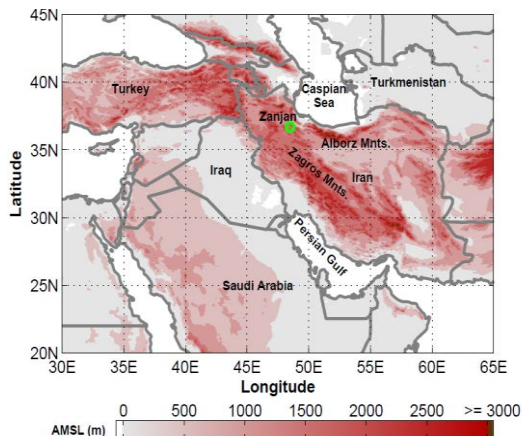 45N
40N
35N
30N
25N
20N
Latitude
Turkey
Caspian
Sea
Turkmenistan
Zanjan
Alborz Mnts.
Iraq
Zagros Mnts.
Iran
Persian Gulf
Saudi Arabia
30E 35E 40E 45E 50E 55E 60E 65E
Longitude
AMSL (m) 0 500 1000 1500 2000 2500 >= 3000